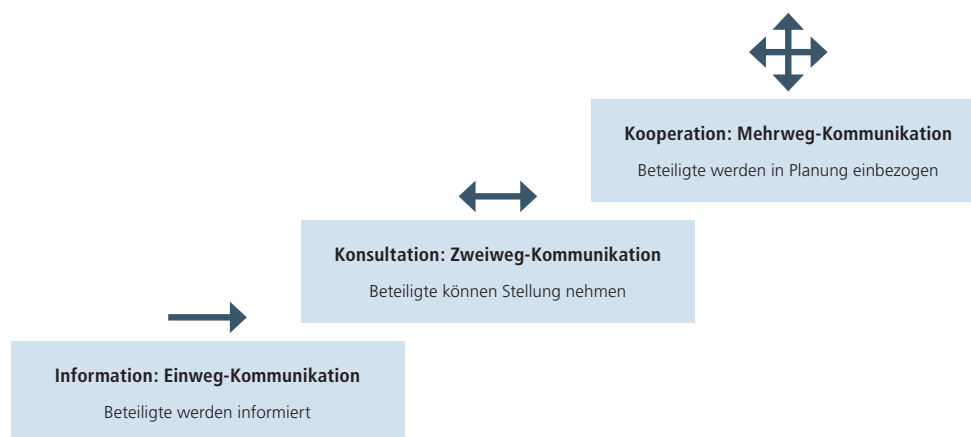 Kooperation: Mehrweg-Kommunikation
Beteiligte werden in Planung einbezogen
Konsultation: Zweiweg-Kommunikation
Beteiligte können Stellung nehmen
Information: Einweg-Kommunikation
Beteiligte werden informiert